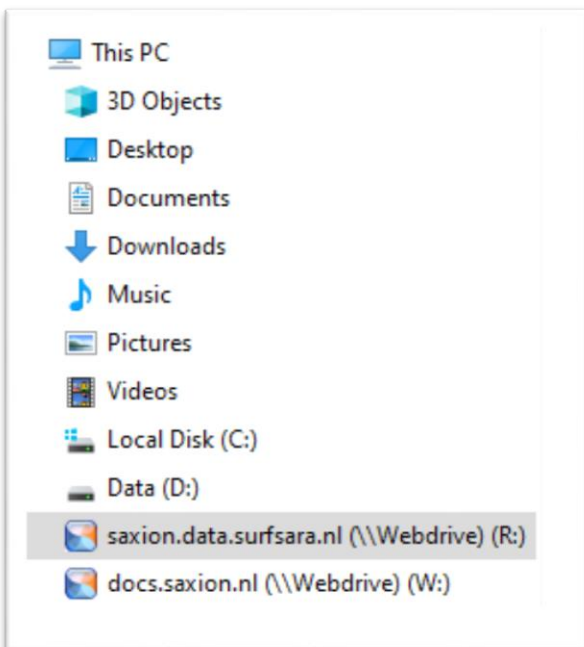 This PC
3D Objects
Desktop
Documents
Downloads
Music
Pictures
Videos
Local Disk (C:)
Data (D:)
saxion.data.surfsara.nl (\\Webdrive) (R:)
docs.saxion.nl (\\Webdrive) (W:)